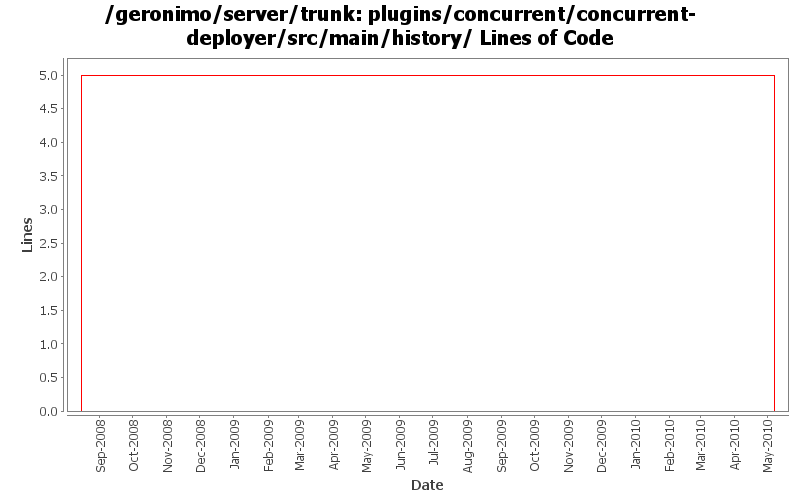 /geronimo/server/trunk: plugins/concurrent/concurrent-
deployer/src/main/history/ Lines of Code
5.0
4.5
4.0
3.5
3.0
2.5
2.0
1.5
1.0
0.5
0.0
Lines
Sep-2008
Oct-2008
Nov-2008
Dec-2008
Jan-2009
Feb-2009
Mar-2009
Apr-2009
May-2009
Jun-2009
Jul-2009
Aug-2009
Sep-2009
Oct-2009
Nov-2009
Dec-2009
Jan-2010
Feb-2010
Mar-2010
Apr-2010
May-2010
Date